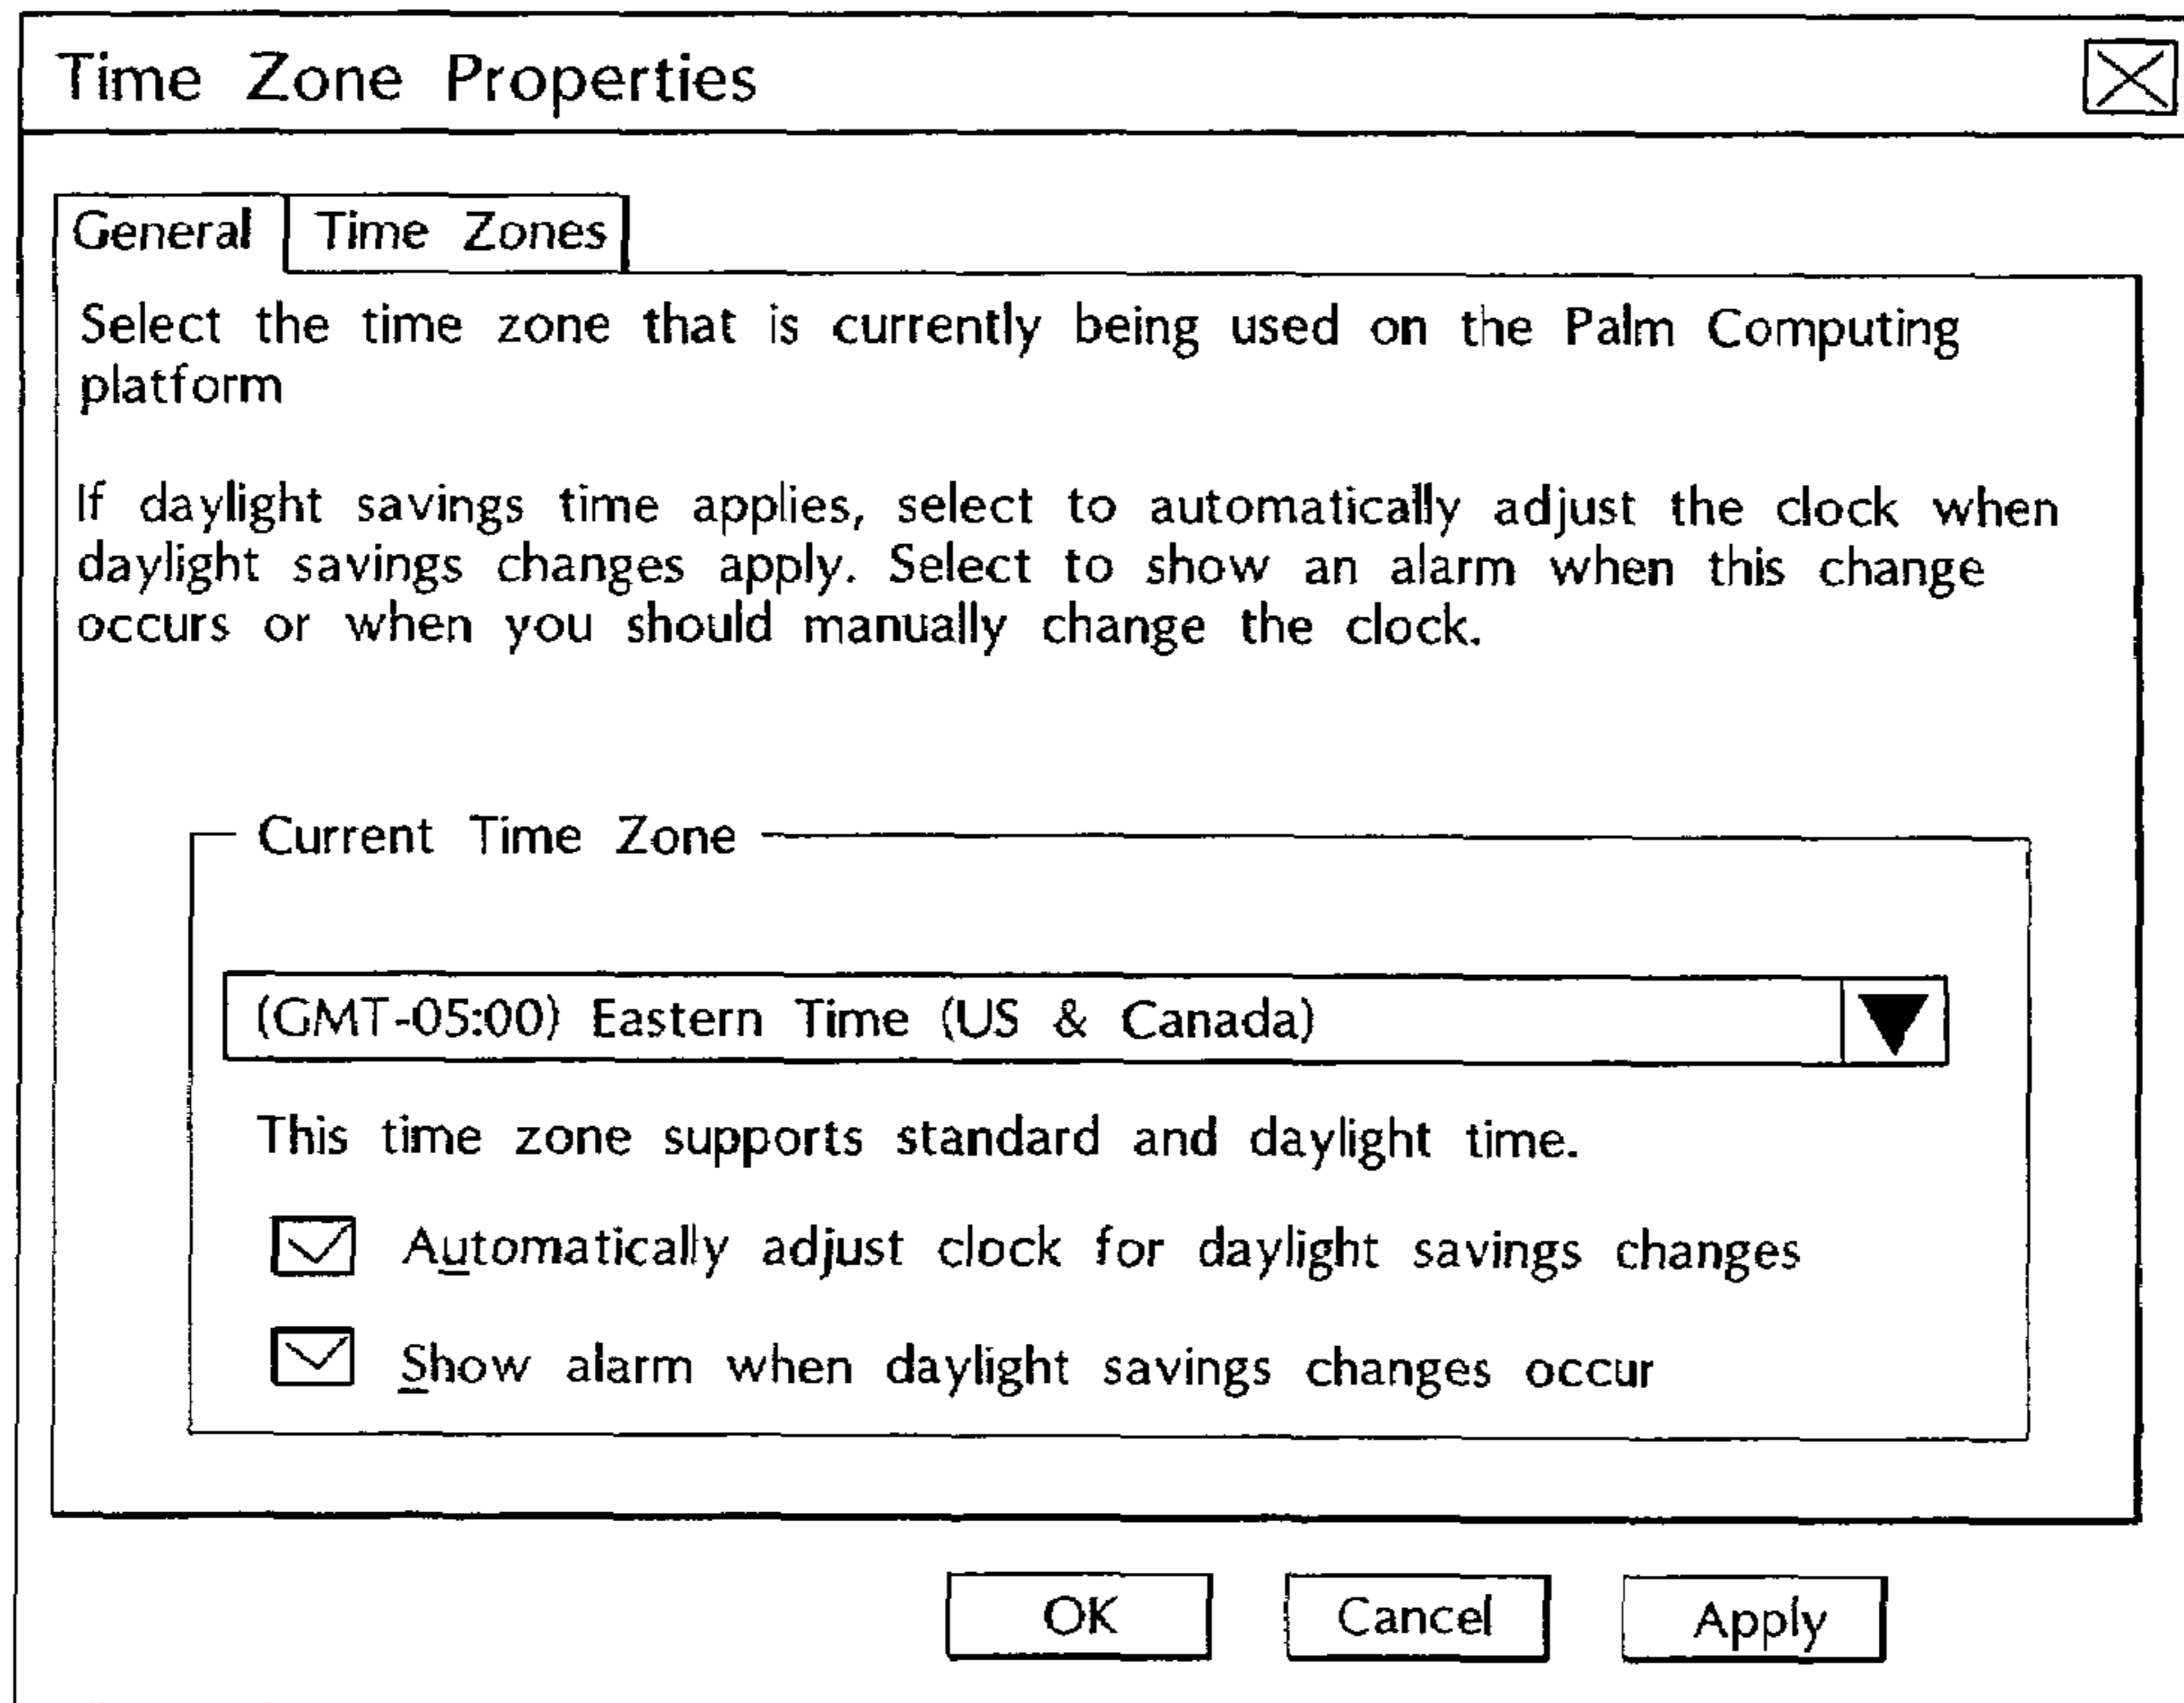 Time Zone Properties
General
Time Zones
Select the time zone that is currently being used on the Palm Computing
platform
If daylight savings time applies, select to automatically adjust the clock when
daylight savings changes apply. Select to show an alarm when this change
occurs or when you should manually change the clock.
Current Time Zone
(GMT-05:00) Eastern Time (US & Canada)
This time zone supports standard and daylight time.
Automatically adjust clock for daylight savings changes
Show alarm when daylight savings changes occur
OK
Cancel
Apply